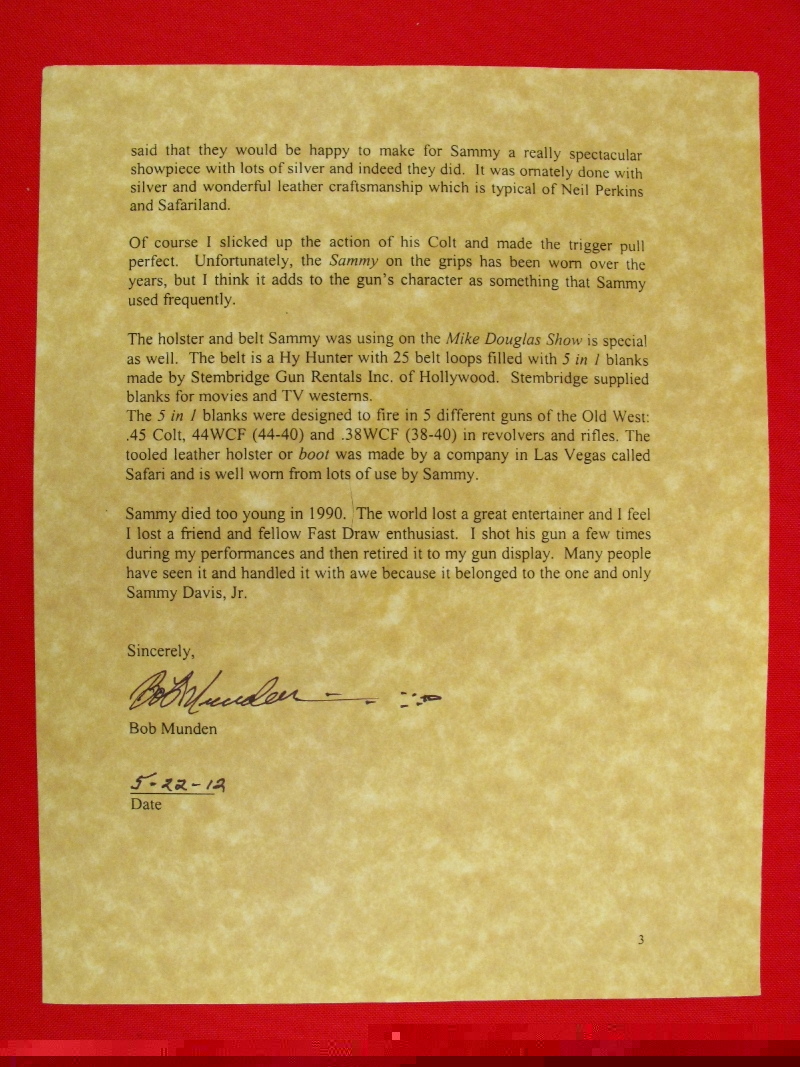 said that they would be happy to make for Sammy a really spectacular
showpiece with lots of silver and indeed they did. It was ornately done with
silver and wonderful leather craftsmanship which is typical of Neil Perkins
and Safariland.
Of course I slicked up the action of his Colt and made the trigger pull
perfect. Unfortunately, the Sammy on the grips has been worn over the
years, but I think it adds to the gun's character as something that Sammy
used frequently.
The holster and belt Sammy was using on the Mike Douglas Show is special
as well. The belt is a Hy Hunter with 25 belt loops filled with 5 in 1 blanks
made by Stembridge Gun Rentals Inc. of Hollywood. Stembridge supplied
blanks for movies and TV westerns.
The 5 in 1 blanks were designed to fire in 5 different guns of the Old West:
.45 Colt, 44WCF (44-40) and .38WCF (38-40) in revolvers and rifles. The
tooled leather holster or boot was made by a company in Las Vegas called
Safari and is well worn from lots of use by Sammy.
Sammy died too young in 1990. The world lost a great entertainer and I feel
I lost a friend and fellow Fast Draw enthusiast. I shot his gun a few times
during my performances and then retired it to my gun display. Many people
have seen it and handled it with awe because it belonged to the one and only
Sammy Davis, Jr.
Sincerely,
Bob Munden
Bob Munden
5-22-12
Date
3